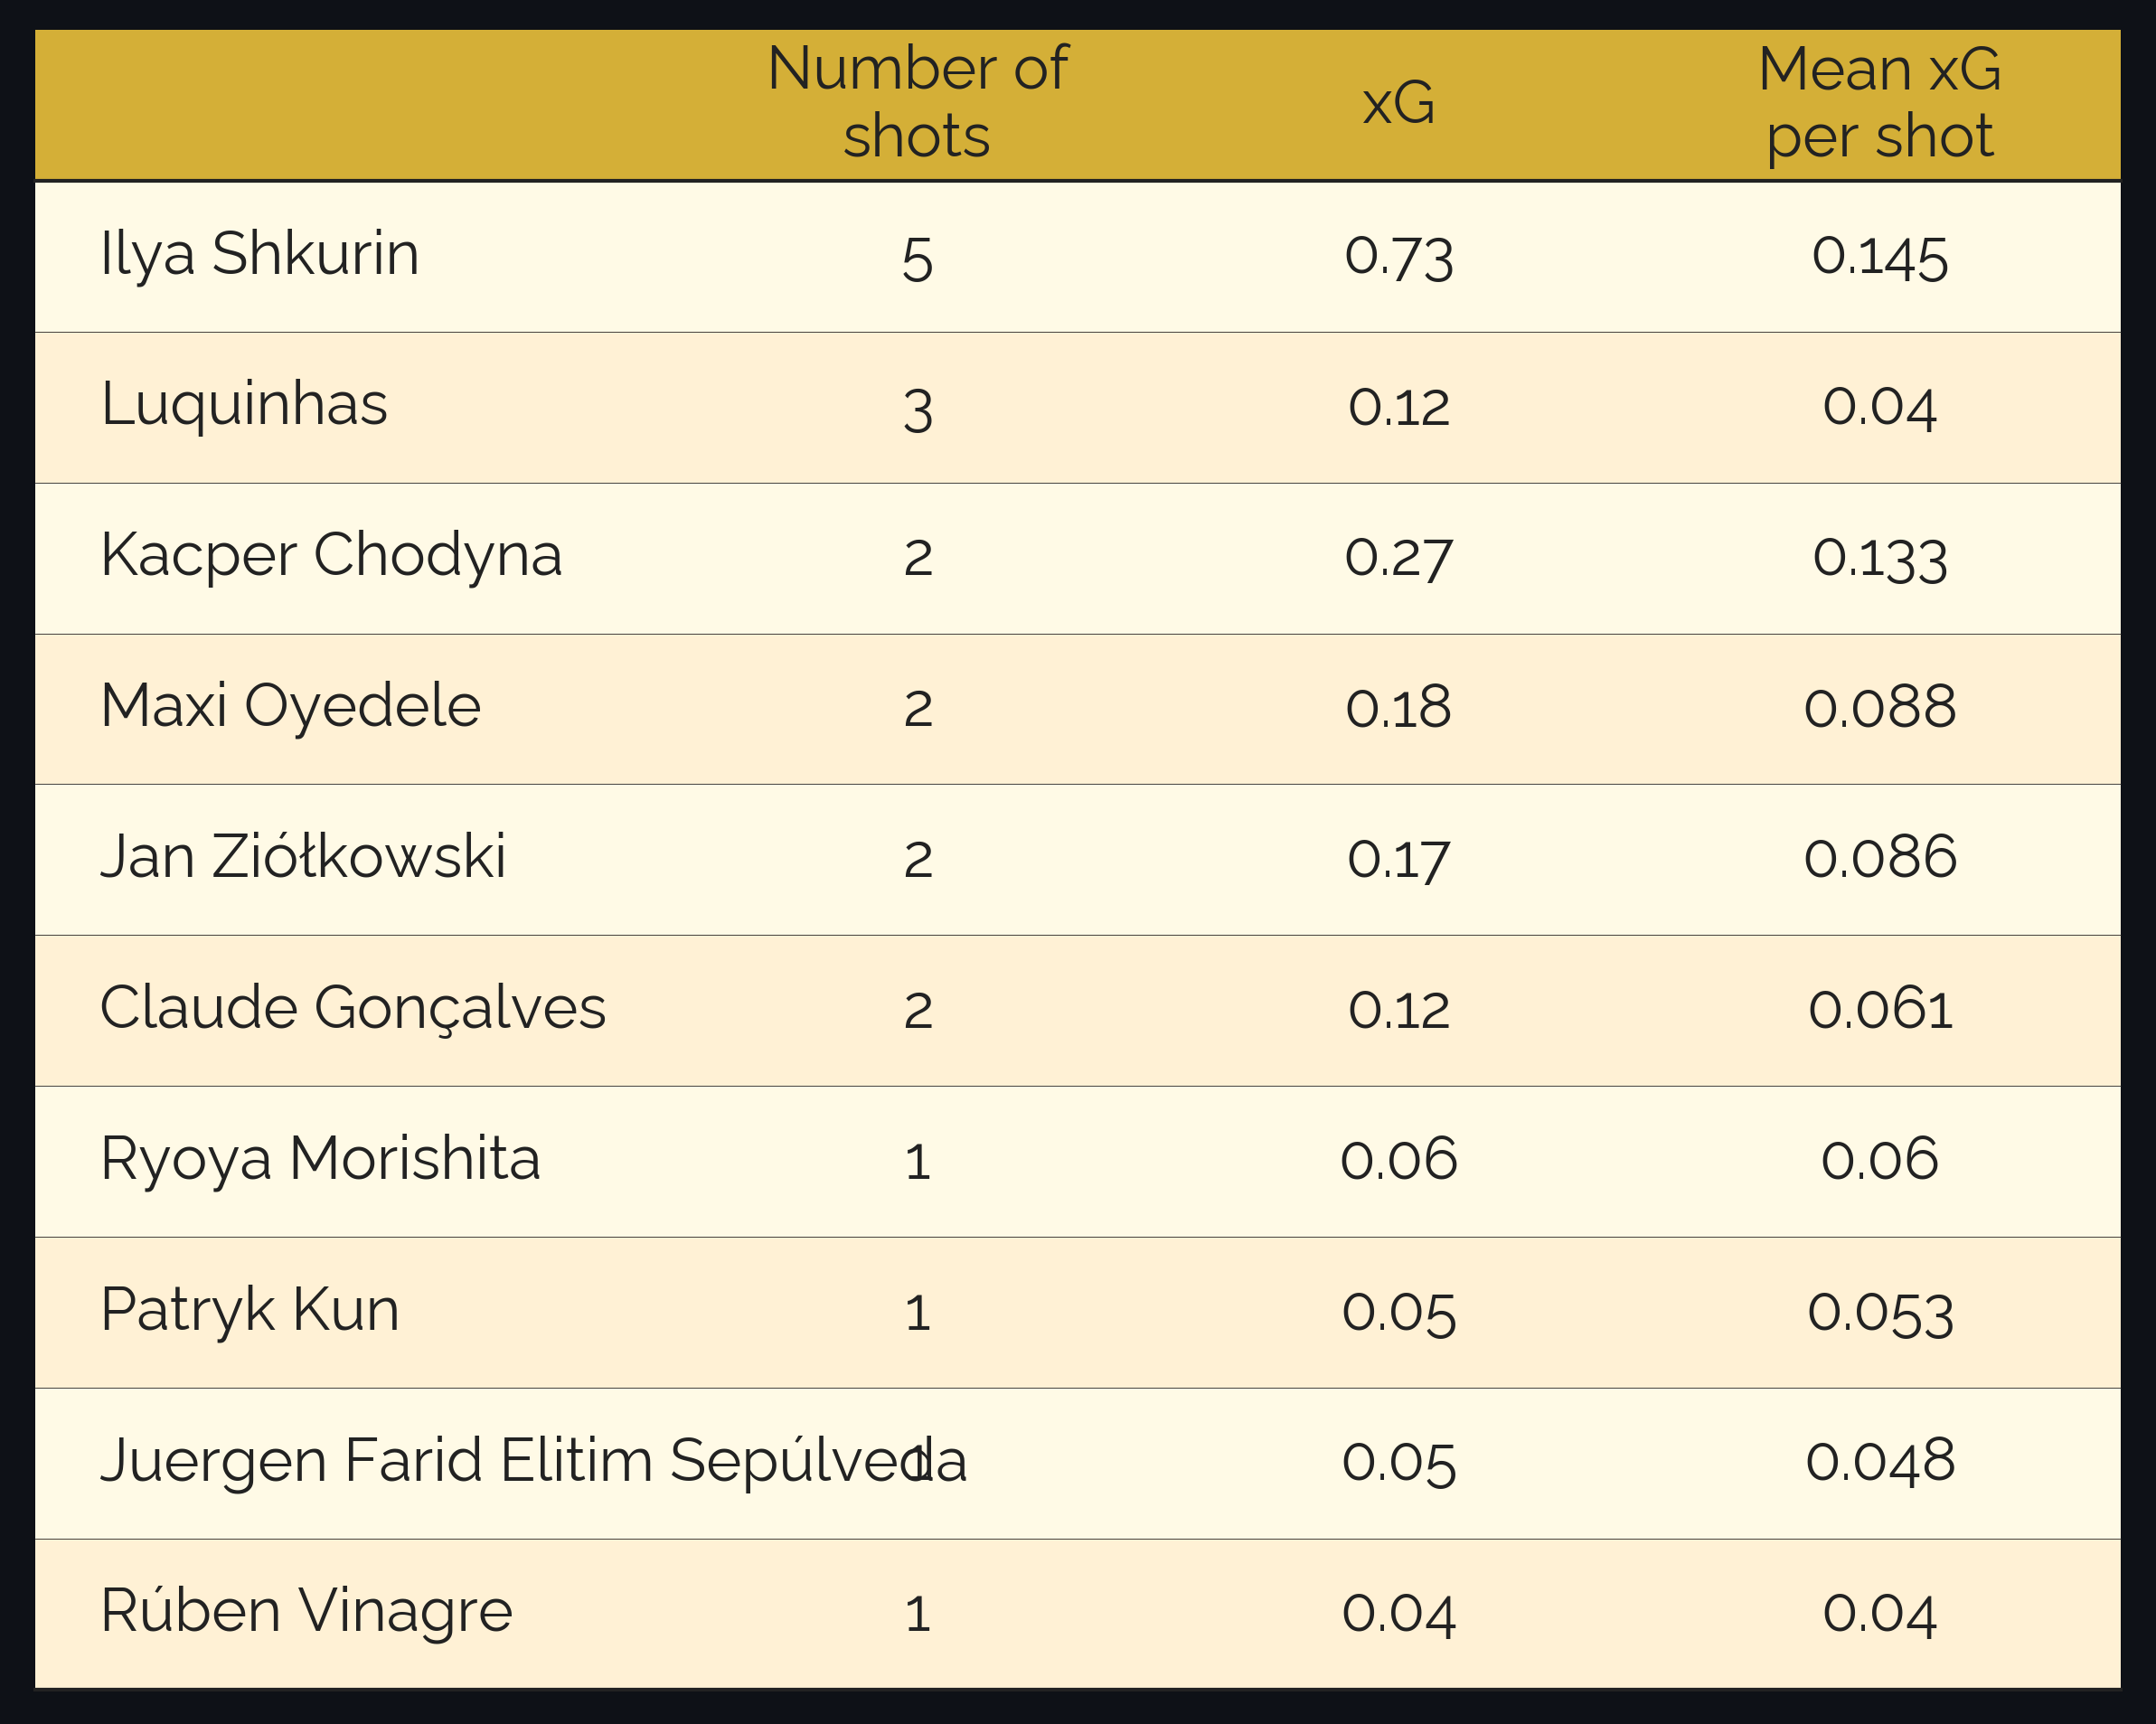 Number of shots xG Mean xG per shot
Ilya Shkurin 5 0.73 0.145
Luquinhas 3 0.12 0.04
Kacper Chodyna 2 0.27 0.133
Maxi Oyedele 2 0.18 0.088
Jan Ziółkowski 2 0.17 0.086
Claude Gonçalves 2 0.12 0.061
Ryoya Morishita 1 0.06 0.06
Patryk Kun 1 0.05 0.053
Juergen Farid Elitim Sepúlveda 1 0.05 0.048
Rúben Vinagre 1 0.04 0.04